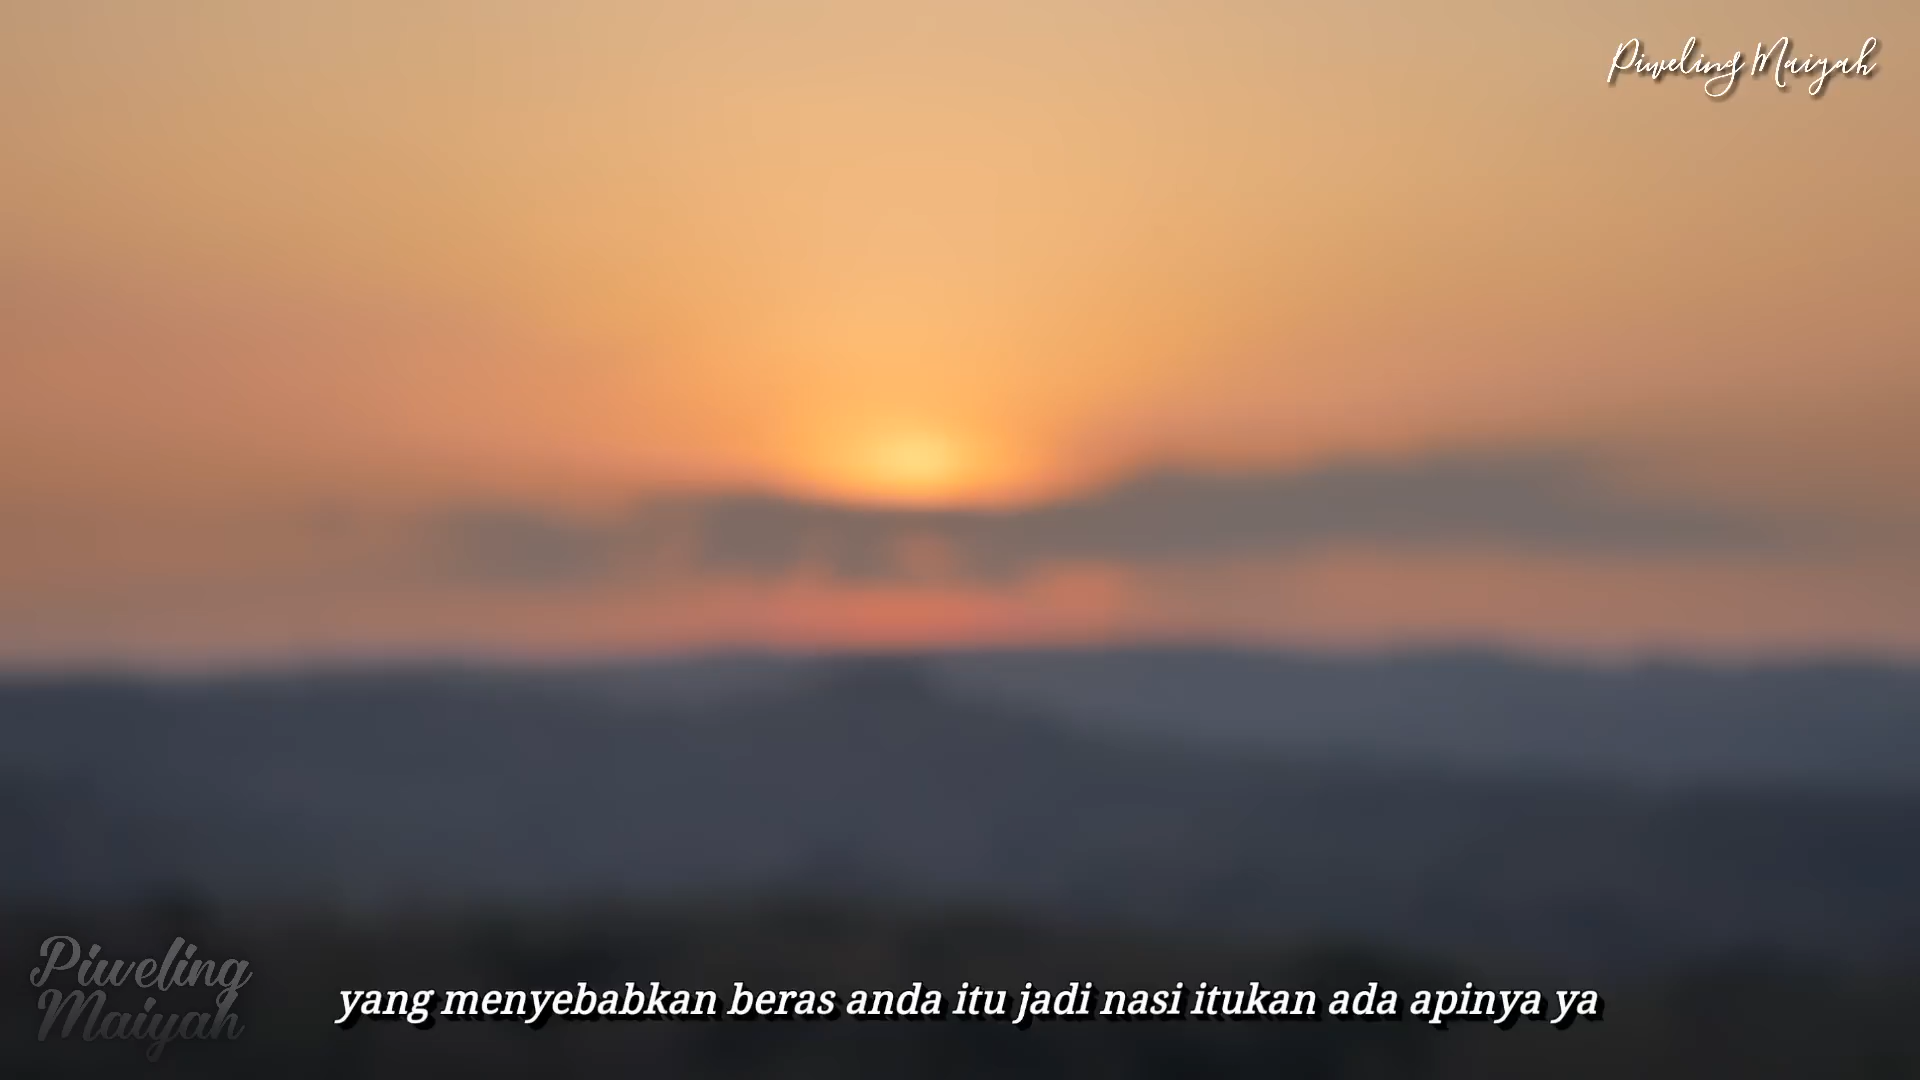 Piweling Maiyah
Piweling
Maiyah
yang menyebabkan beras anda itu jadi nasi itukan ada apinya ya